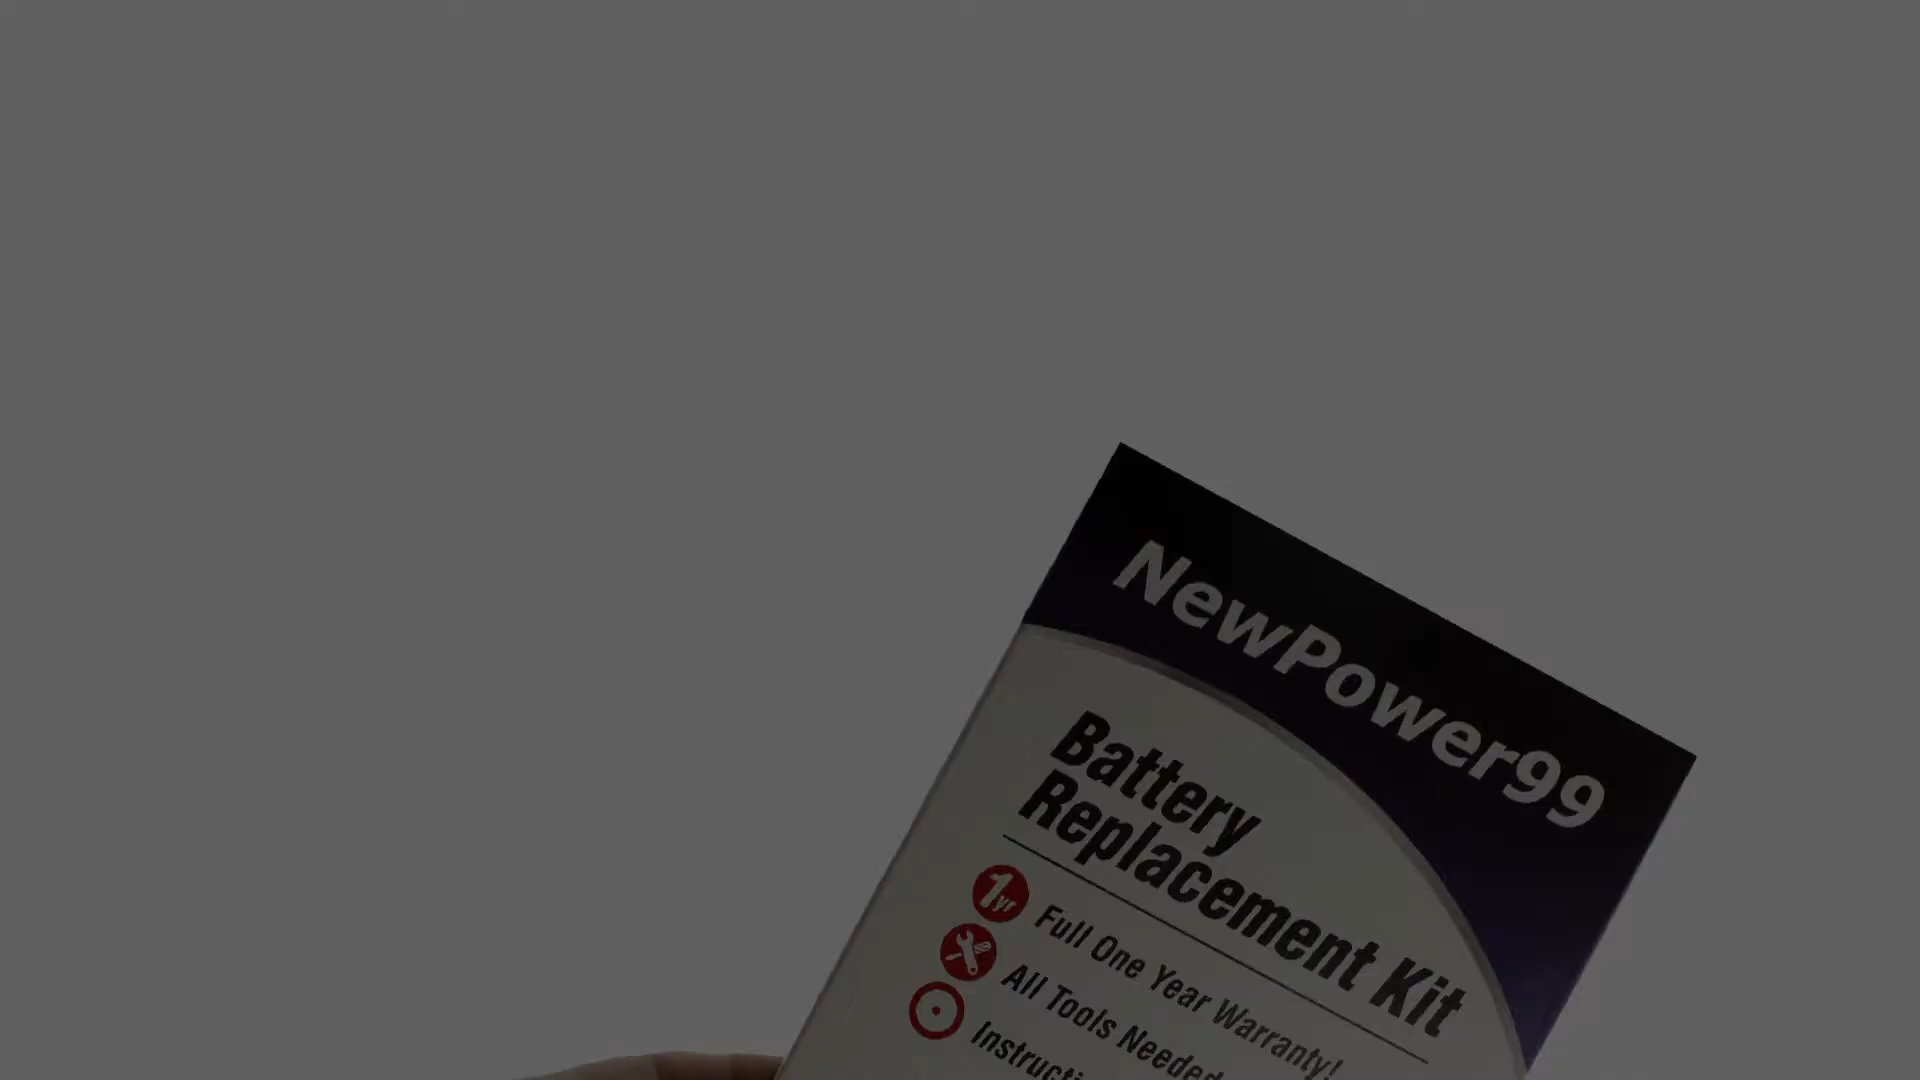 NewPower99
Battery
Replacement Kit
1yr Full One Year Warranty!
All Tools Needed